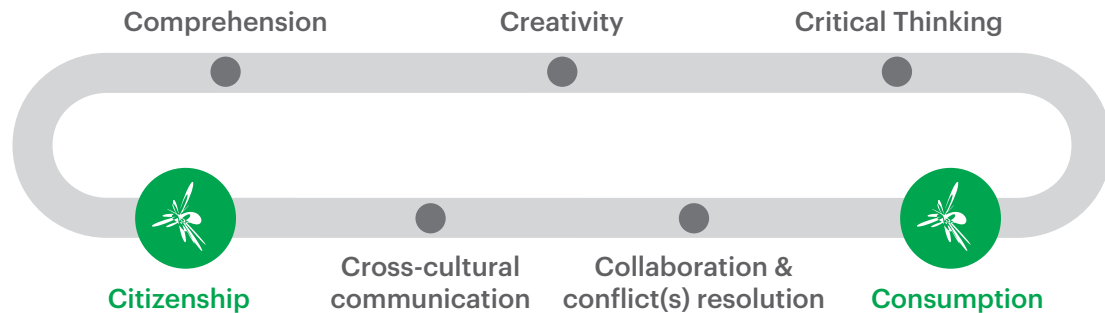 Comprehension
Creativity
Critical Thinking
Cross-cultural
communication
Collaboration &
conflict(s) resolution
Citizenship
Consumption